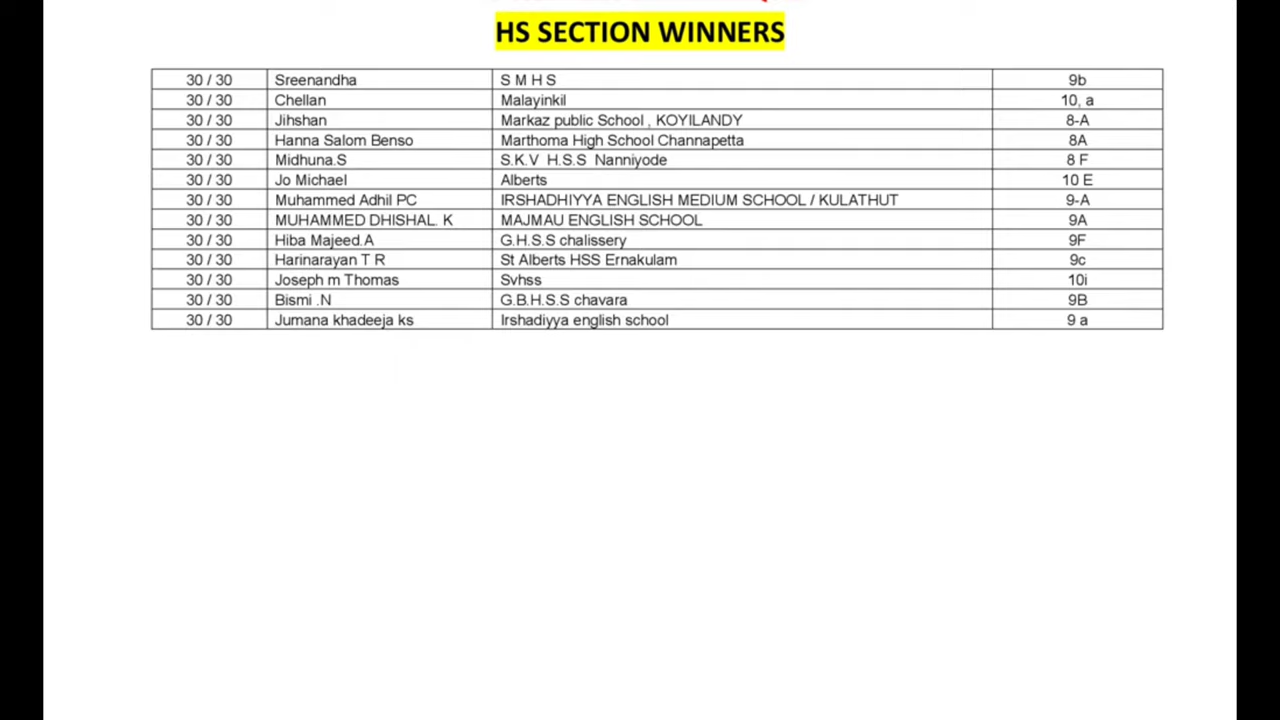 HS SECTION WINNERS
30 / 30 Sreenandha S M H S 9b
30 / 30 Chellan Malayinkil 10, a
30 / 30 Jihshan Markaz public School , KOYILANDY 8-A
30 / 30 Hanna Salom Benso Marthoma High School Channapetta 8A
30 / 30 Midhuna.S S.K.V H.S.S Nanniyode 8 F
30 / 30 Jo Michael Alberts 10 E
30 / 30 Muhammed Adhil PC IRSHADHIYYA ENGLISH MEDIUM SCHOOL / KULATHUT 9-A
30 / 30 MUHAMMED DHISHAL. K MAJMAU ENGLISH SCHOOL 9A
30 / 30 Hiba Majeed.A G.H.S.S chalissery 9F
30 / 30 Harinarayan T R St Alberts HSS Ernakulam 9c
30 / 30 Joseph m Thomas Svhss 10i
30 / 30 Bismi .N G.B.H.S.S chavara 9B
30 / 30 Jumana khadeeja ks Irshadiyya english school 9 a